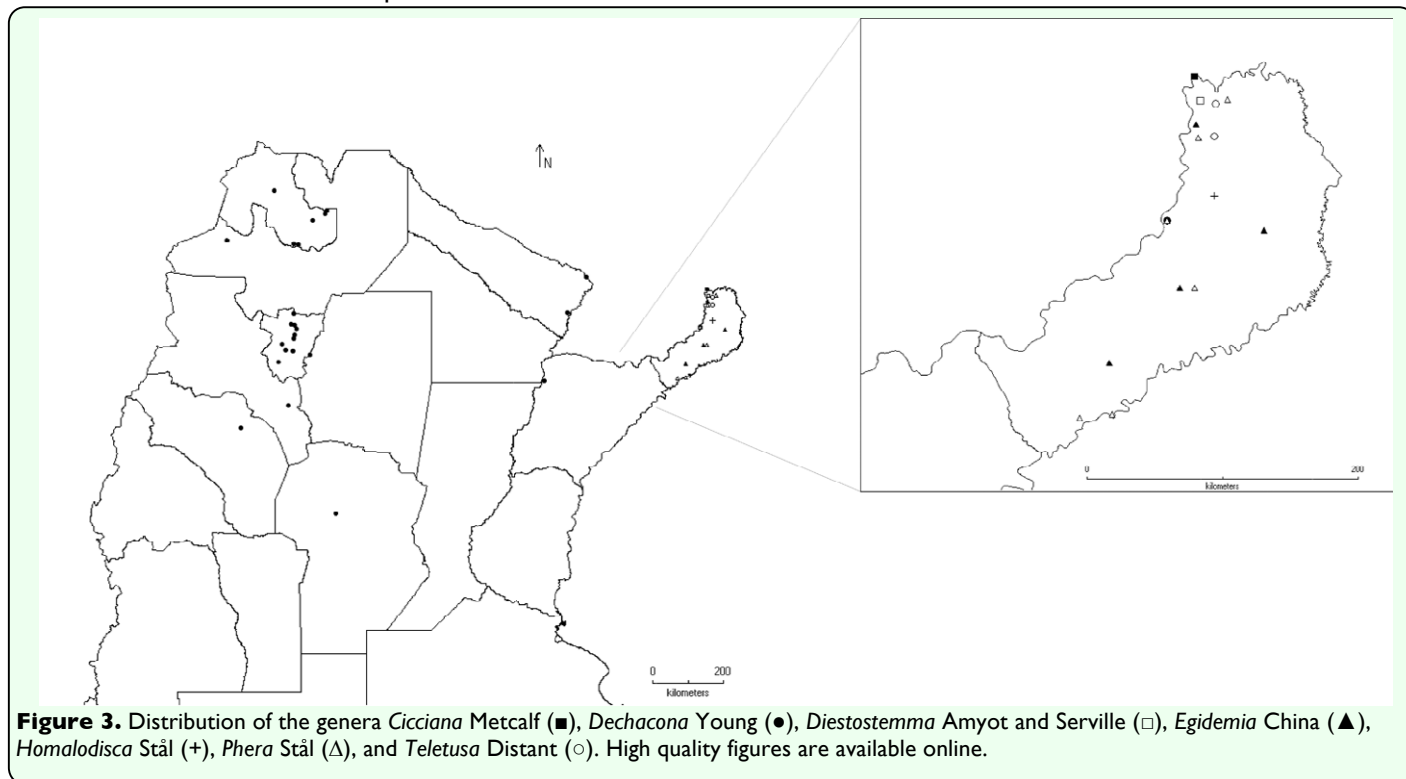 N
0 200
kilometers
0 200
kilometers
Figure 3. Distribution of the genera Cicciana Metcalf (■), Dechacona Young (●), Diestostemma Amyot and Serville (□), Egidemia China (▲),
Homalodisca Stål (+), Phera Stål (Δ), and Teletusa Distant (○). High quality figures are available online.